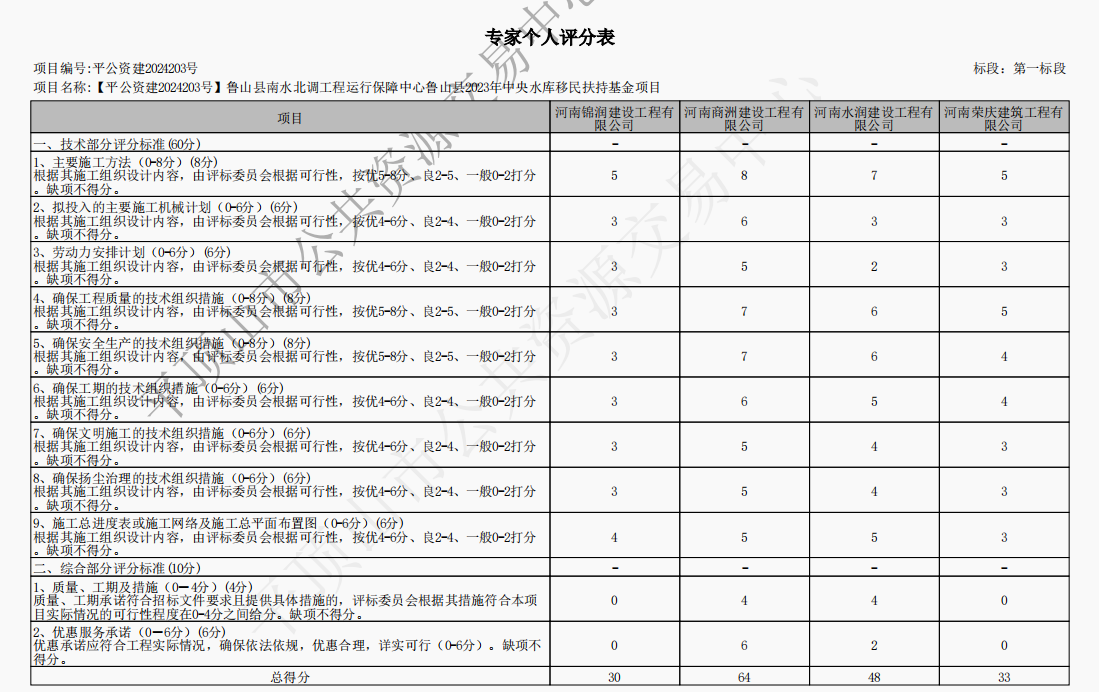 专家个人评分表
项目编号:平公资建2024203号 标段: 第一标段
项目名称:【平公资建2024203号】鲁山县南水北调工程运行保障中心鲁山县2023年中央水库移民扶持基金项目
项目 河南锦润建设工程有限公司 河南商洲建设工程有限公司 河南水润建设工程有限公司 河南荣庆建筑工程有限公司
一、技术部分评分标准(60分) - - - -
1、主要施工方法（0-8分）(8分)
根据其施工组织设计内容，由评标委员会根据可行性，按优5-8分、良2-5、一般0-2打分 5 8 7 5
。缺项不得分。
2、拟投入的主要施工机械计划（0-6分）(6分)
根据其施工组织设计内容，由评标委员会根据可行性，按优4-6分、良2-4、一般0-2打分 3 6 3 3
。缺项不得分。
3、劳动力安排计划（0-6分）(6分)
根据其施工组织设计内容，由评标委员会根据可行性，按优4-6分、良2-4、一般0-2打分 3 5 2 3
。缺项不得分。
4、确保工程质量的技术组织措施（0-8分）(8分)
根据其施工组织设计内容，由评标委员会根据可行性，按优5-8分、良2-5、一般0-2打分 3 7 6 5
。缺项不得分。
5、确保安全生产的技术组织措施（0-8分）(8分)
根据其施工组织设计内容，由评标委员会根据可行性，按优5-8分、良2-5、一般0-2打分 3 7 6 4
。缺项不得分。
6、确保工期的技术组织措施（0-6分）(6分)
根据其施工组织设计内容，由评标委员会根据可行性，按优4-6分、良2-4、一般0-2打分 3 6 5 4
。缺项不得分。
7、确保文明施工的技术组织措施（0-6分）(6分)
根据其施工组织设计内容，由评标委员会根据可行性，按优4-6分、良2-4、一般0-2打分 3 5 4 3
。缺项不得分。
8、确保扬尘治理的技术组织措施（0-6分）(6分)
根据其施工组织设计内容，由评标委员会根据可行性，按优4-6分、良2-4、一般0-2打分 3 5 4 3
。缺项不得分。
9、施工总进度表或施工网络及施工总平面布置图（0-6分）(6分)
根据其施工组织设计内容，由评标委员会根据可行性，按优4-6分、良2-4、一般0-2打分 4 5 5 3
。缺项不得分。
二、综合部分评分标准(10分) - - - -
1、质量、工期及措施（0—4分）(4分)
质量、工期承诺符合招标文件要求且提供具体措施的，评标委员会根据其措施符合本项 0 4 4 0
目实际情况的可行性程度在0-4分之间给分。缺项不得分。
2、优惠服务承诺（0—6分）(6分)
优惠承诺应符合工程实际情况，确保依法依规，优惠合理，详实可行（0-6分）。缺项不 0 6 2 0
得分。
总得分 30 64 48 33
平顶山市公共资源交易中心
平顶山市公共资源交易中心